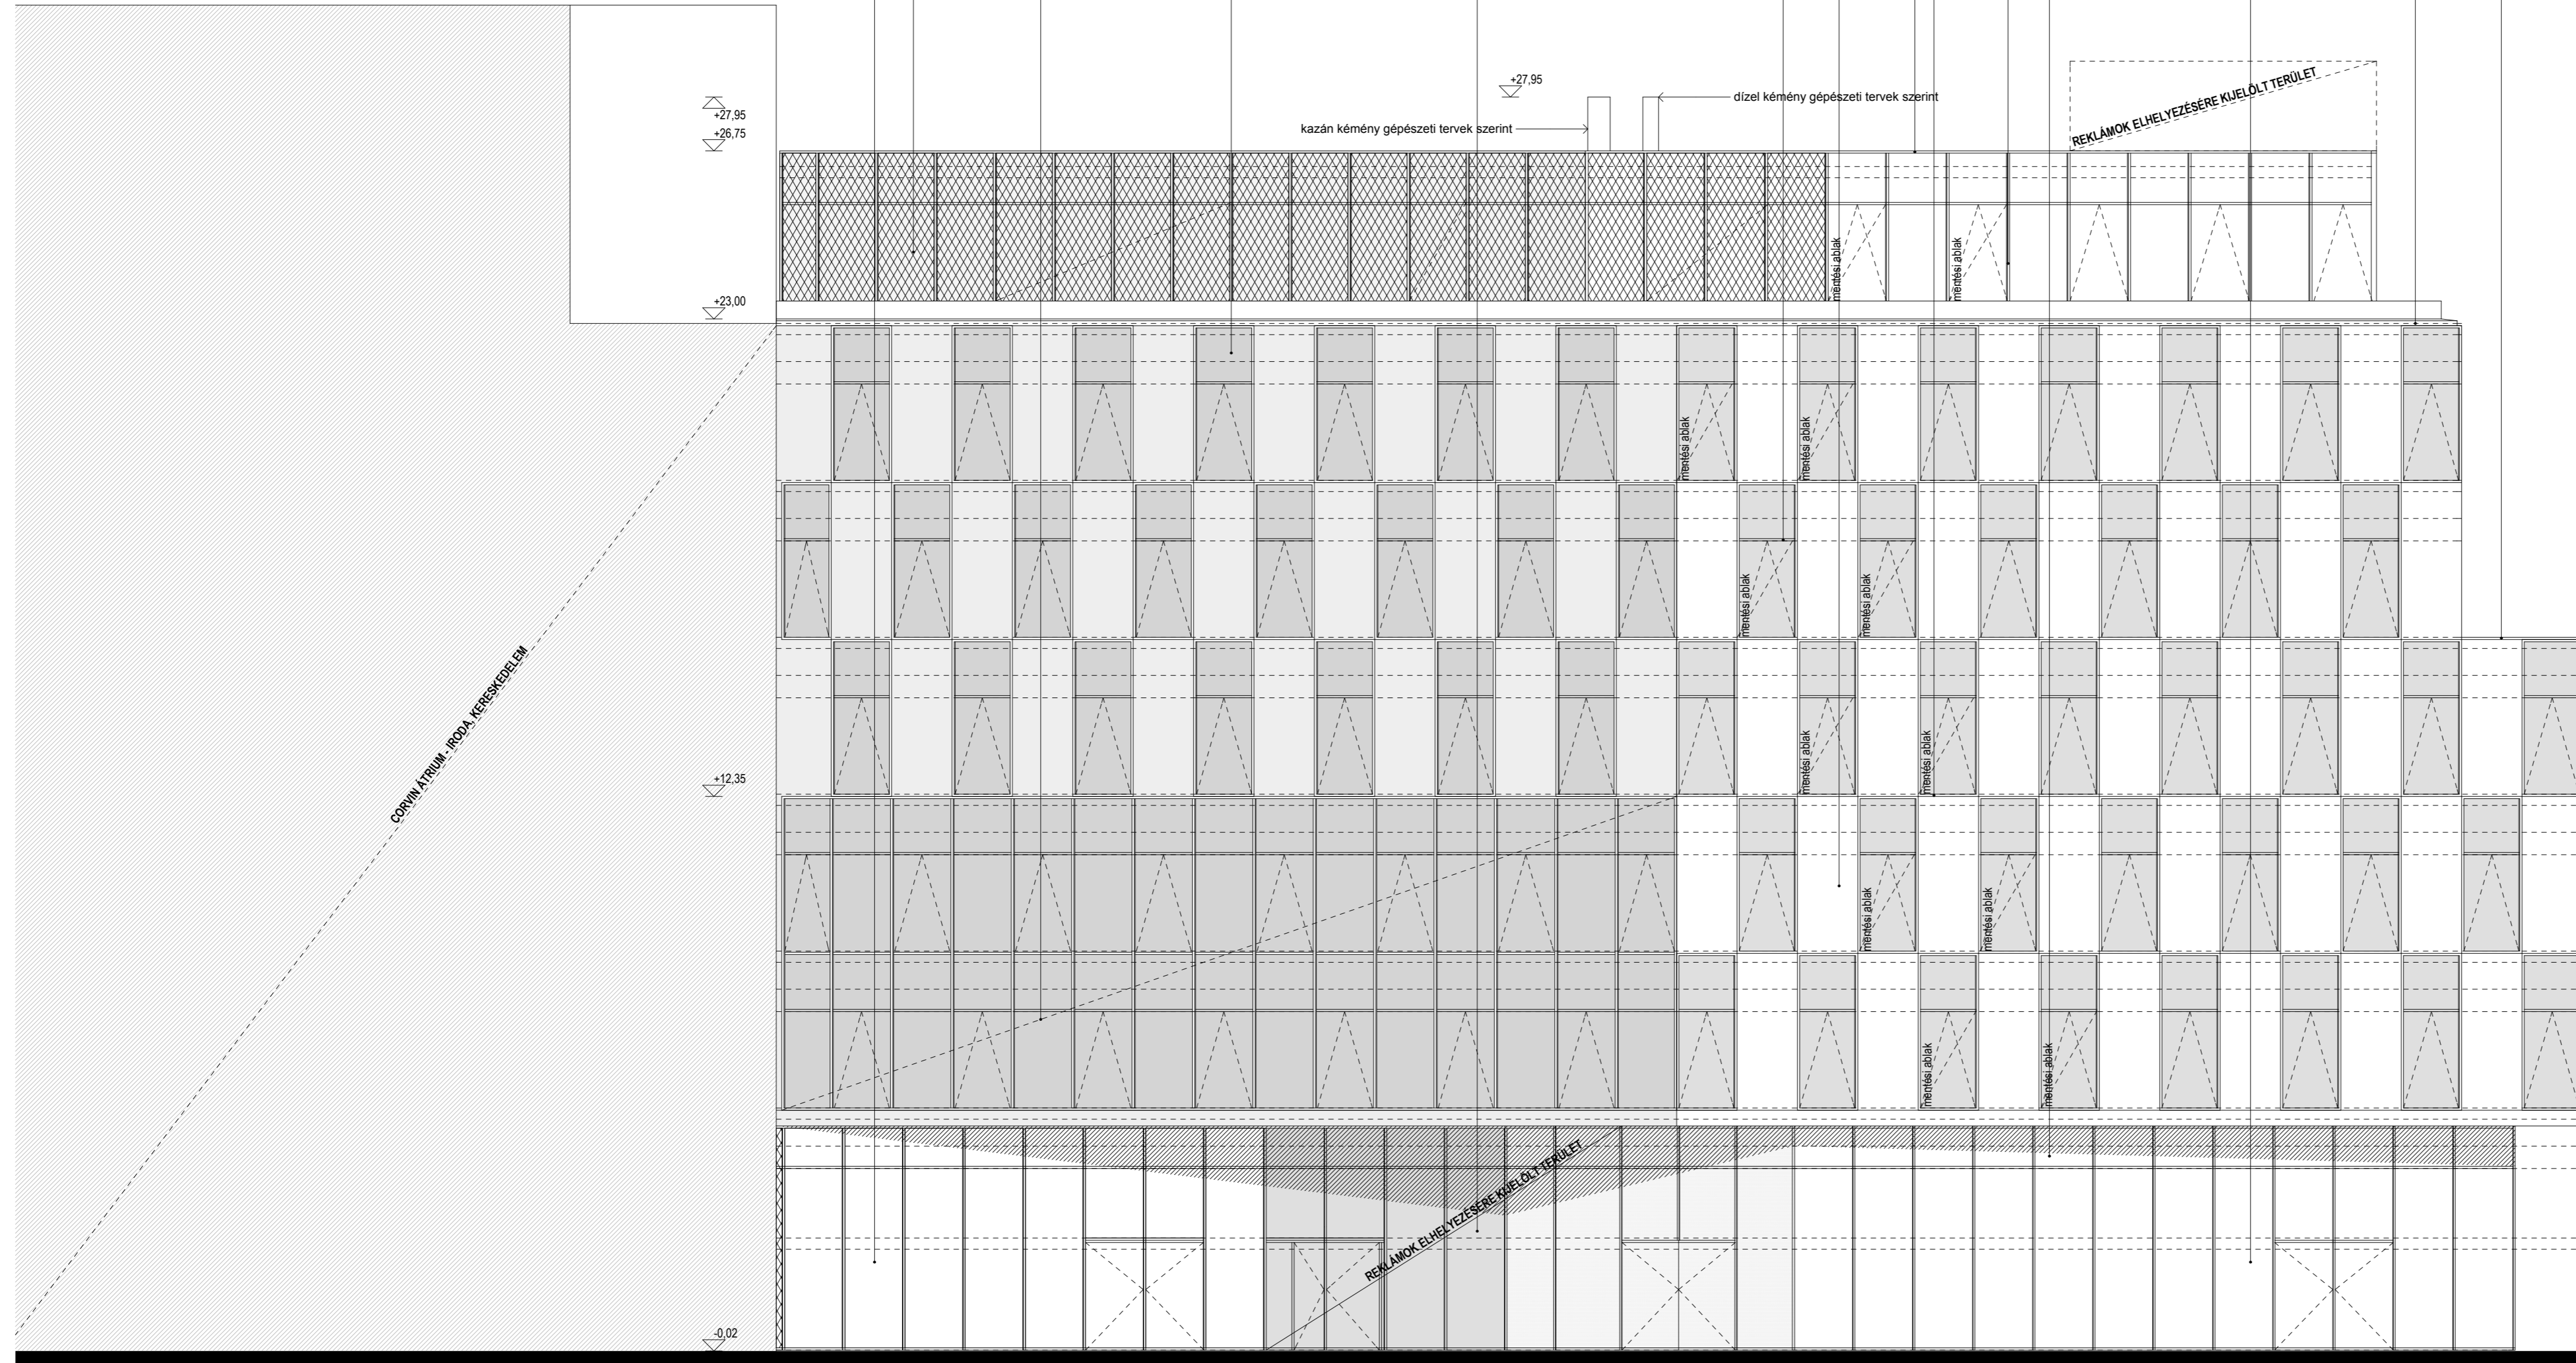 +27,95
dízel kémény gépészeti tervek szerint
REKLÁMOK ELHELYEZÉSÉRE KIJELÖLT TERÜLET
+27,95
kazán kémény gépészeti tervek szerint
+26,75
mentési ablak
mentési ablak
+23,00
mentési ablak
mentési ablak
mentési ablak
mentési ablak
CORVIN ÁTRIUM - IRODA, KERESKEDELEM
mentési ablak
mentési ablak
+12,35
mentési ablak
mentési ablak
mentési ablak
mentési ablak
REKLÁMOK ELHELYEZÉSÉRE KIJELÖLT TERÜLET
-0,02